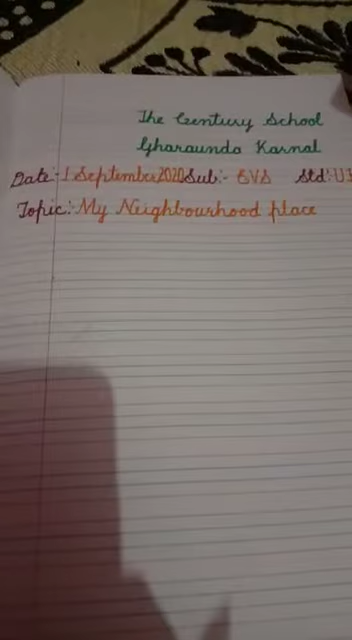 The Century School
Gharaunda Karnal
Date:- 1 September 2020 Sub:- EVS Std:
Topic:- My Neighbourhood place